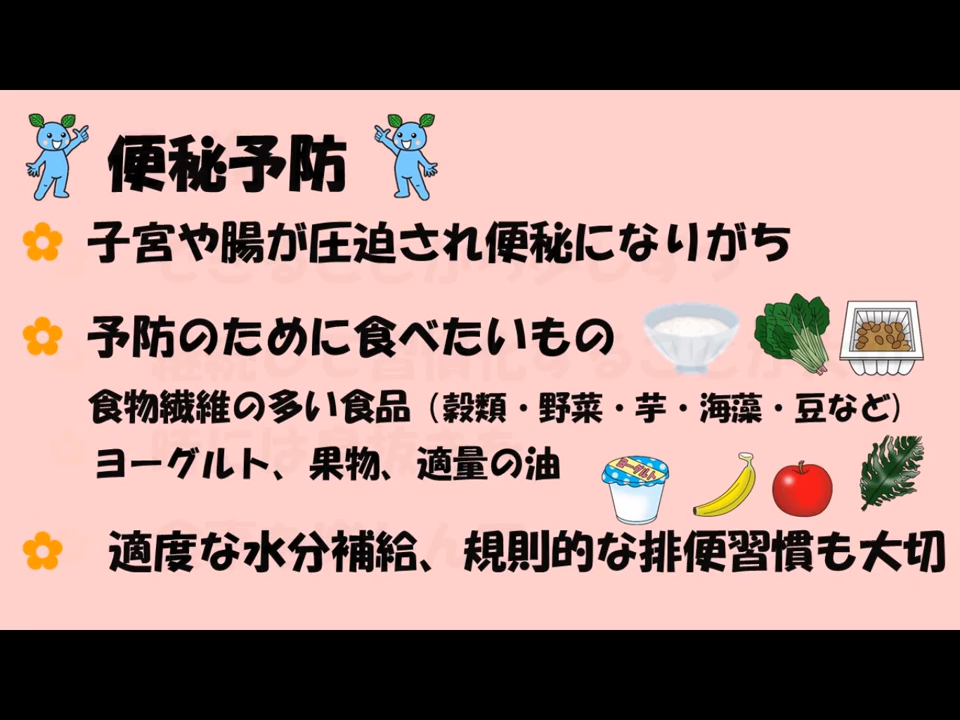 便秘予防
子宮や腸が圧迫され便秘になりがち
予防のために食べたいもの
食物繊維の多い食品（穀類・野菜・芋・海藻・豆など）
ヨーグルト、果物、適量の油
ヨーグルト
適度な水分補給、規則的な排便習慣も大切